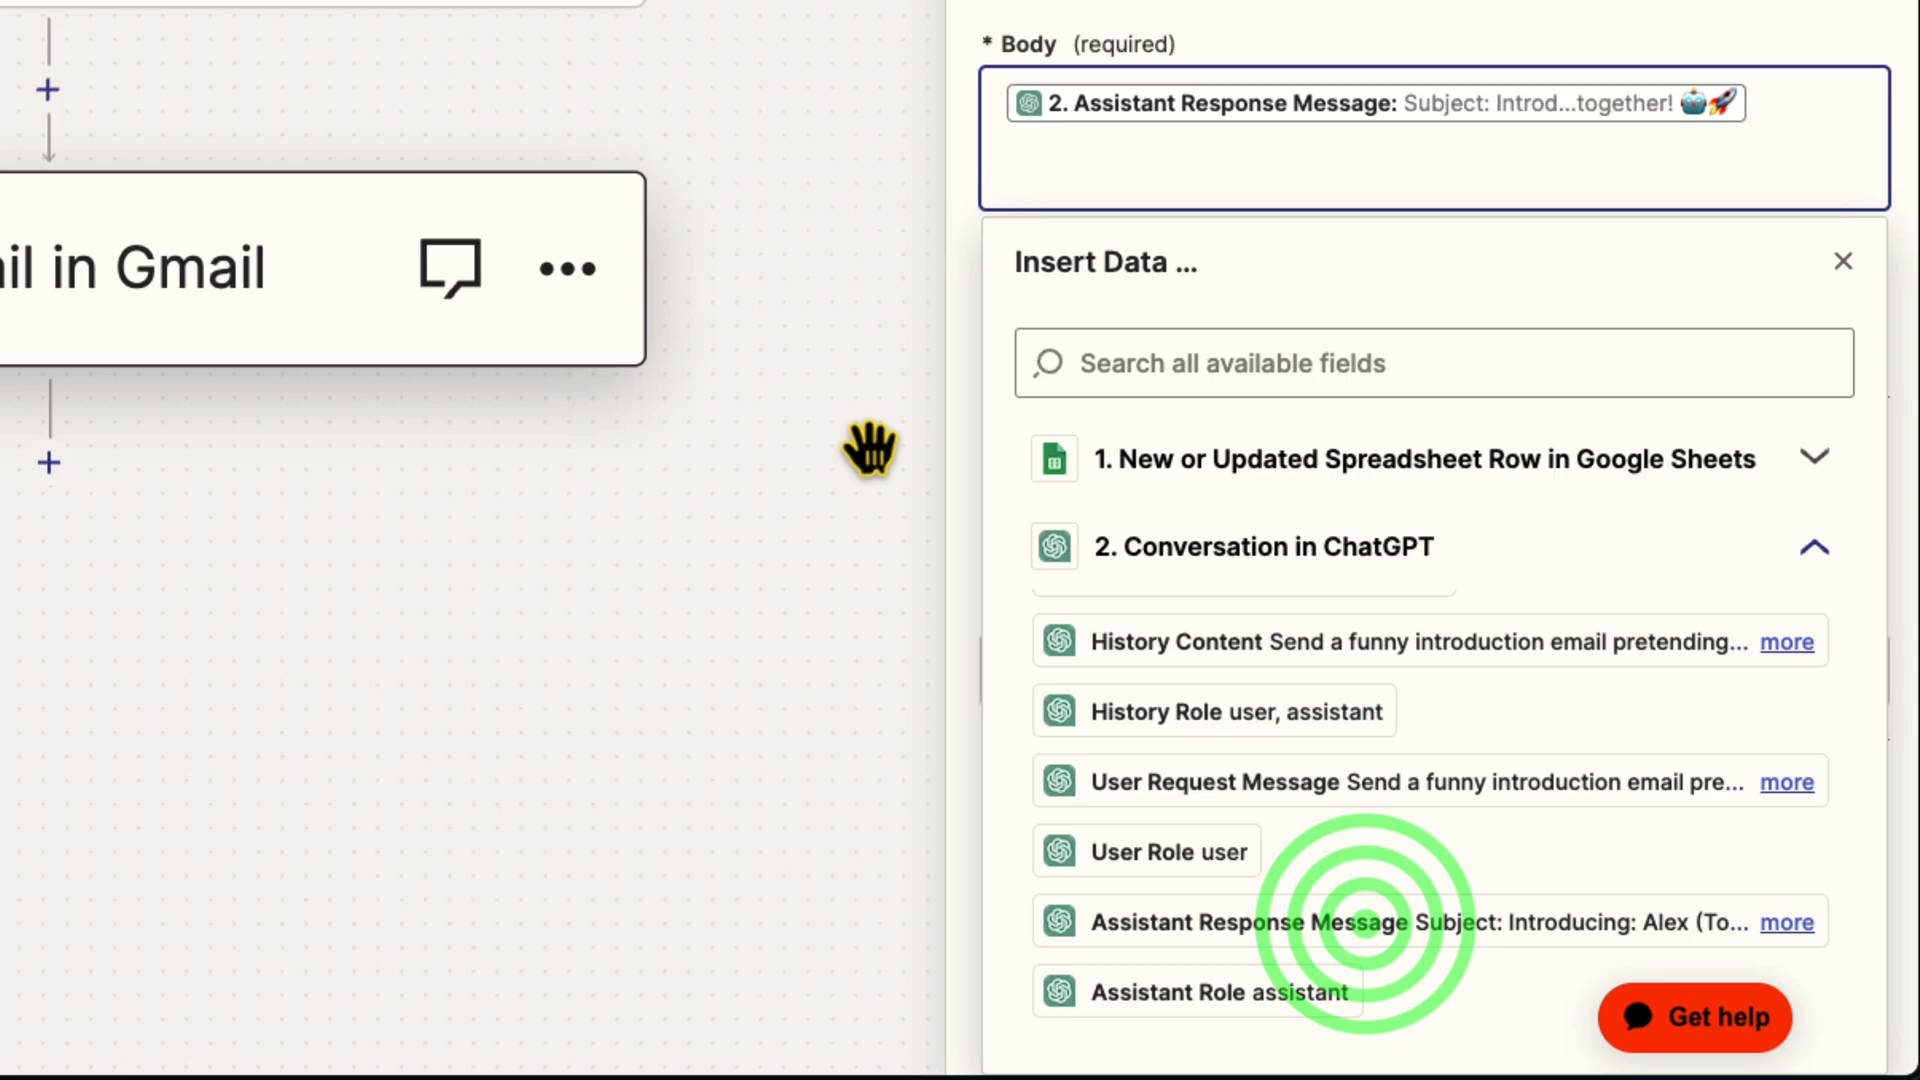 * Body (required)
2. Assistant Response Message: Subject: Introd...together! 🤖🚀
il in Gmail
Insert Data ...
Search all available fields
1. New or Updated Spreadsheet Row in Google Sheets
2. Conversation in ChatGPT
History Content Send a funny introduction email pretending... more
History Role user, assistant
User Request Message Send a funny introduction email pre... more
User Role user
Assistant Response Message Subject: Introducing: Alex (To... more
Assistant Role assistant
Get help